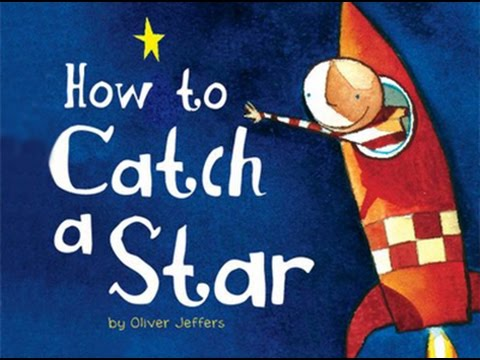 How to
Catch
a Star
by Oliver Jeffers